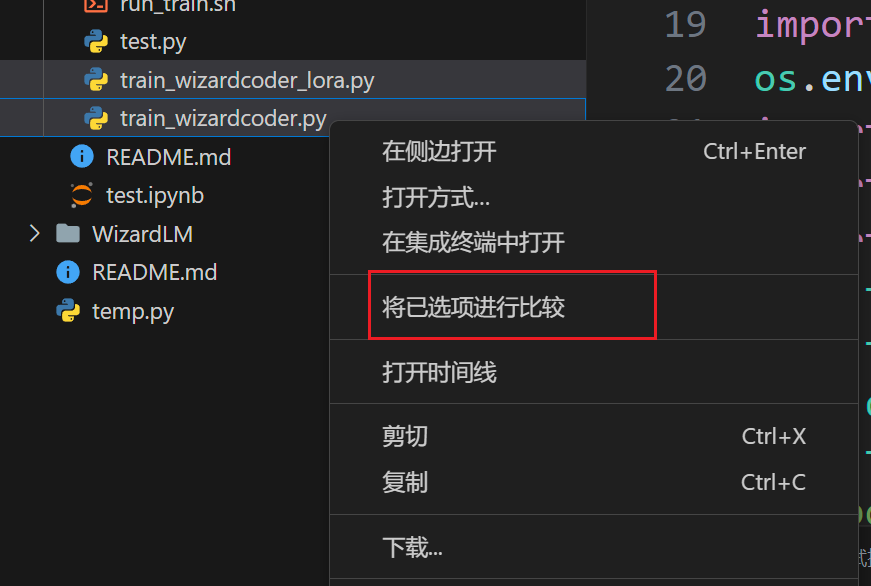 run_train.sh
test.py
train_wizardcoder_lora.py
train_wizardcoder.py
README.md
test.ipynb
WizardLM
README.md
temp.py
19 import
20 os.env
在侧边打开 Ctrl+Enter
打开方式...
在集成终端中打开
将已选项进行比较
打开时间线
剪切 Ctrl+X
复制 Ctrl+C
下载...